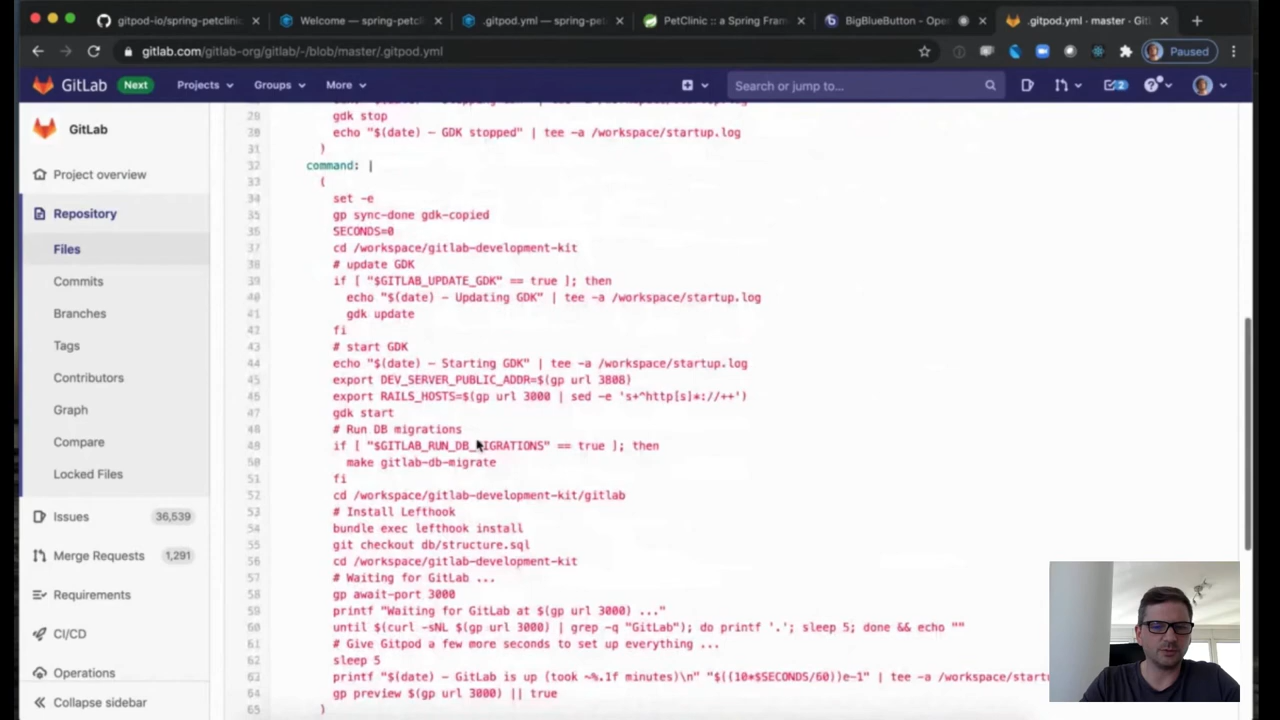 gitpod-io/spring-petclinic
Welcome — spring-petcl
.gitpod.yml — spring-pet
PetClinic :: a Spring Fram
BigBlueButton - Ope
.gitpod.yml · master · Git
gitlab.com/gitlab-org/gitlab/-/blob/master/.gitpod.yml
Paused
GitLab Next Projects Groups More Search or jump to... 2
GitLab
Project overview
Repository
Files
Commits
Branches
Tags
Contributors
Graph
Compare
Locked Files
Issues 36,539
Merge Requests 1,291
Requirements
CI/CD
Operations
Collapse sidebar
gdk stop
30 echo "$(date) – GDK stopped" | tee -a /workspace/startup.log
31 )
32 command: |
33 (
34 set -e
35 gp sync-done gdk-copied
36 SECONDS=0
37 cd /workspace/gitlab-development-kit
38 # update GDK
39 if [ "$GITLAB_UPDATE_GDK" == true ]; then
40 echo "$(date) – Updating GDK" | tee -a /workspace/startup.log
41 gdk update
42 fi
43 # start GDK
44 echo "$(date) – Starting GDK" | tee -a /workspace/startup.log
45 export DEV_SERVER_PUBLIC_ADDR=$(gp url 3808)
46 export RAILS_HOSTS=$(gp url 3000 | sed -e 's+^http[s]*://++')
47 gdk start
48 # Run DB migrations
49 if [ "$GITLAB_RUN_DB_MIGRATIONS" == true ]; then
50 make gitlab-db-migrate
51 fi
52 cd /workspace/gitlab-development-kit/gitlab
53 # Install Lefthook
54 bundle exec lefthook install
55 git checkout db/structure.sql
56 cd /workspace/gitlab-development-kit
57 # Waiting for GitLab ...
58 gp await-port 3000
59 printf "Waiting for GitLab at $(gp url 3000) ..."
60 until $(curl -sNL $(gp url 3000) | grep -q "GitLab"); do printf '.'; sleep 5; done && echo ""
61 # Give Gitpod a few more seconds to set up everything ...
62 sleep 5
63 printf "$(date) – GitLab is up (took ~%.1f minutes)\n" "$((10*$SECONDS/60))e-1" | tee -a /workspace/startu
64 gp preview $(gp url 3000) || true
65 )